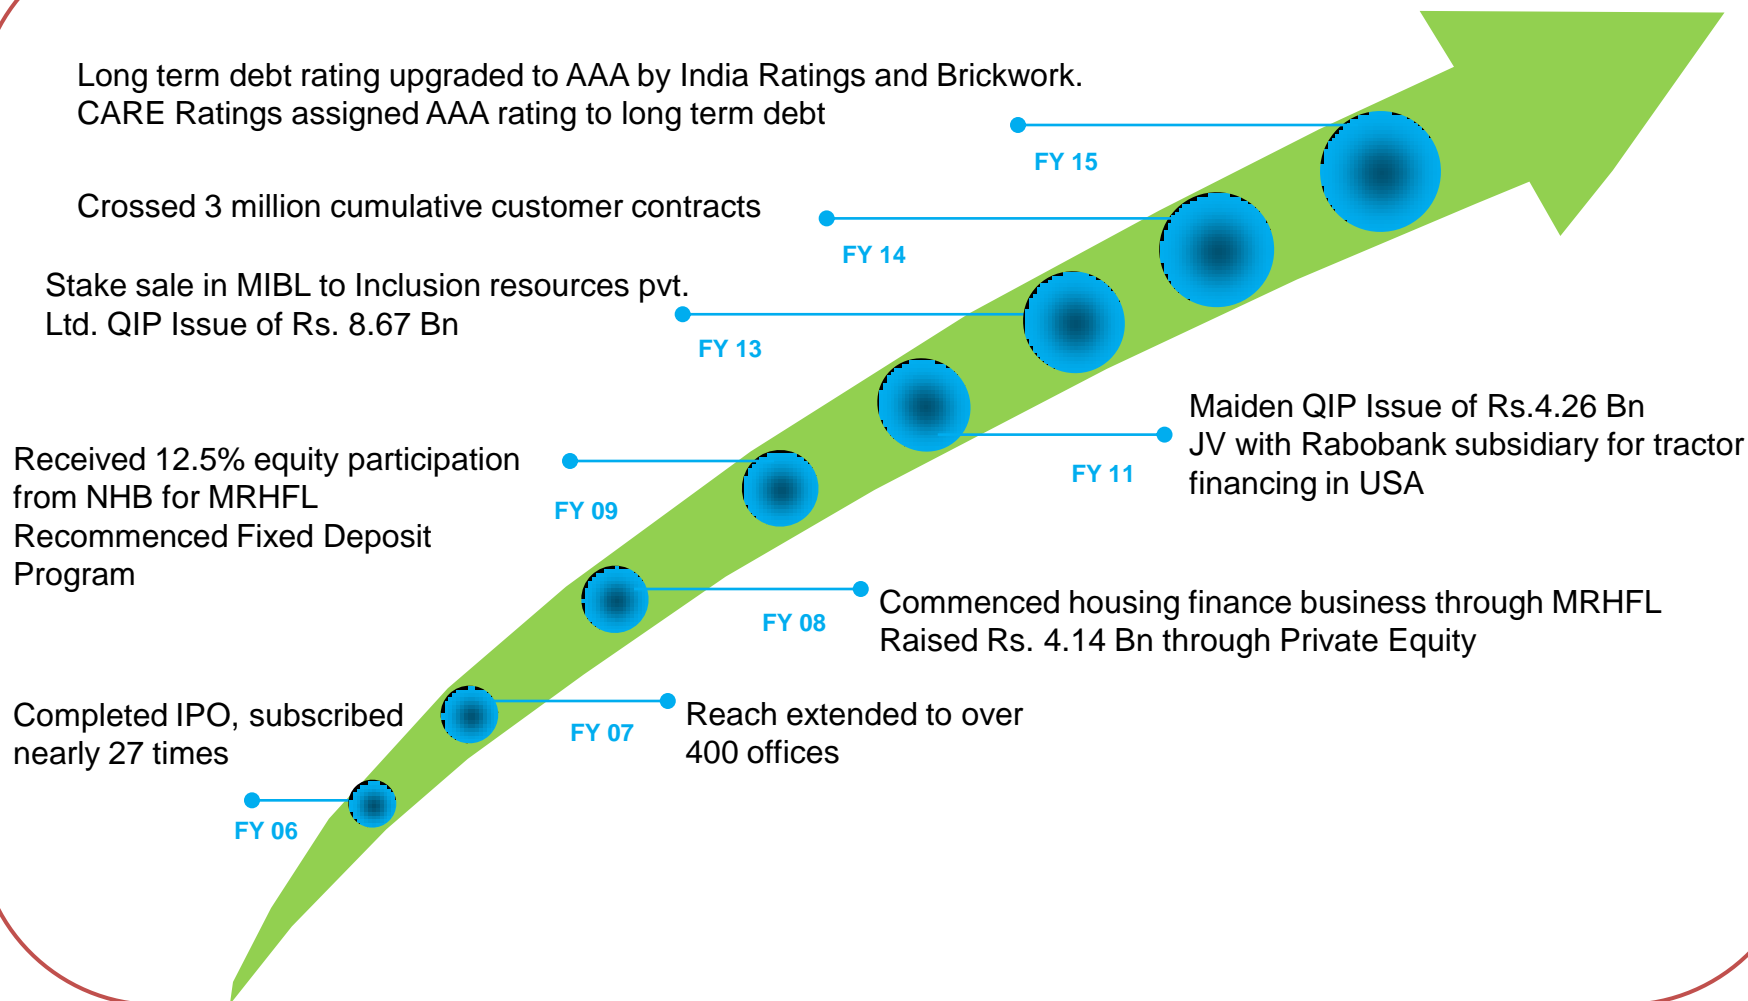 Long term debt rating upgraded to AAA by India Ratings and Brickwork.
CARE Ratings assigned AAA rating to long term debt
FY 15
Crossed 3 million cumulative customer contracts
FY 14
Stake sale in MIBL to Inclusion resources pvt.
Ltd. QIP Issue of Rs. 8.67 Bn
FY 13
Maiden QIP Issue of Rs.4.26 Bn
JV with Rabobank subsidiary for tractor
financing in USA
FY 11
Received 12.5% equity participation
from NHB for MRHFL
Recommenced Fixed Deposit
Program
FY 09
Commenced housing finance business through MRHFL
Raised Rs. 4.14 Bn through Private Equity
FY 08
Reach extended to over
400 offices
FY 07
Completed IPO, subscribed
nearly 27 times
FY 06